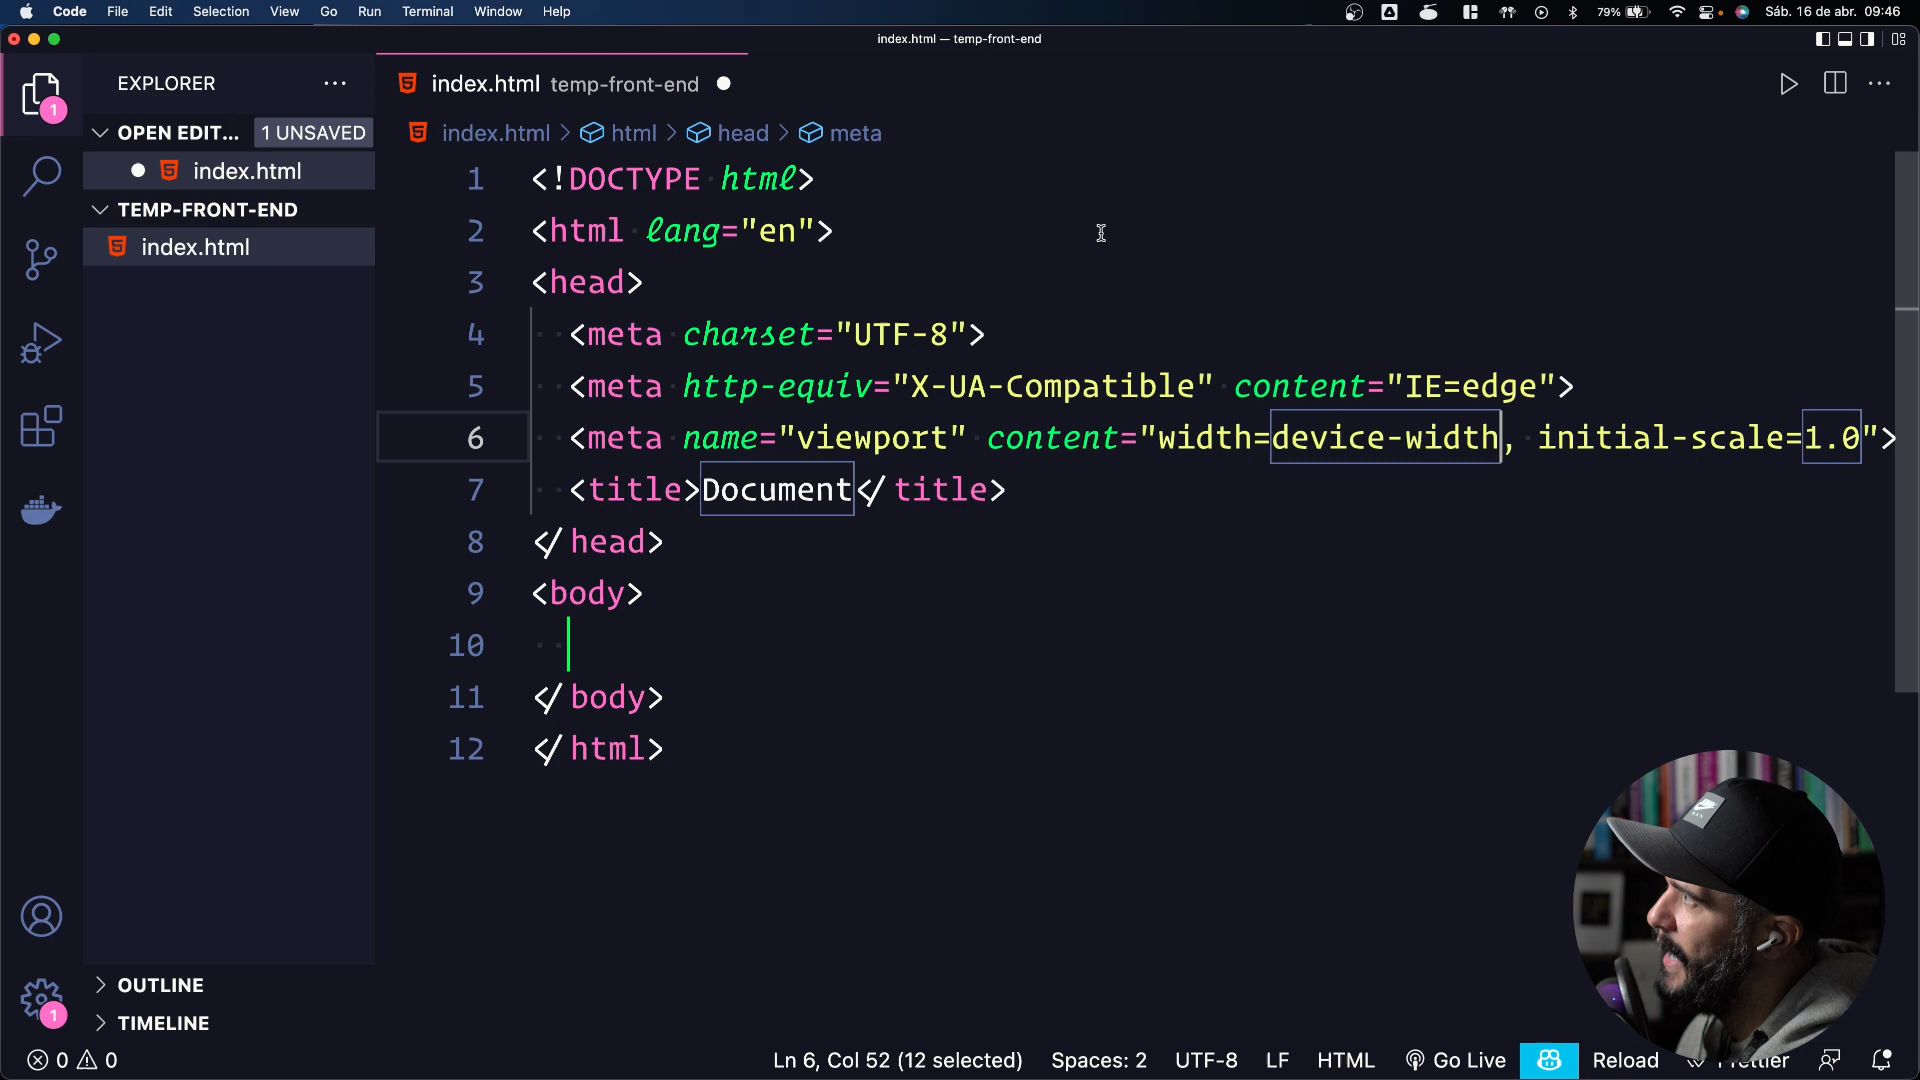 Code File Edit Selection View Go Run Terminal Window Help 79% Sáb. 16 de abr. 09:46
index.html — temp-front-end
EXPLORER
index.html temp-front-end
OPEN EDIT... 1 UNSAVED
index.html > html > head > meta
index.html
TEMP-FRONT-END
index.html
1 <!DOCTYPE html>
2 <html lang="en">
3 <head>
4 <meta charset="UTF-8">
5 <meta http-equiv="X-UA-Compatible" content="IE=edge">
6 <meta name="viewport" content="width=device-width, initial-scale=1.0">
7 <title>Document</title>
8 </head>
9 <body>
10
11 </body>
12 </html>
1
1
OUTLINE
TIMELINE
0 0 Ln 6, Col 52 (12 selected) Spaces: 2 UTF-8 LF HTML Go Live Reload